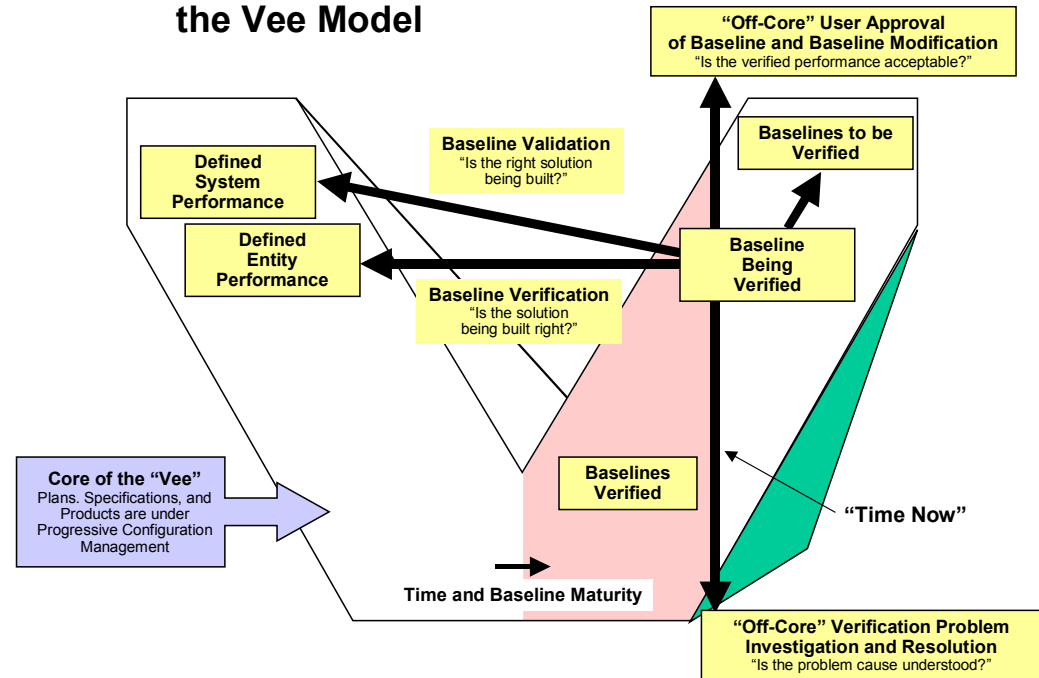 the Vee Model
“Off-Core” User Approval
of Baseline and Baseline Modification
“Is the verified performance acceptable?”
Baselines to be
Verified
Baseline Validation
“Is the right solution
being built?”
Defined
System
Performance
Defined
Entity
Performance
Baseline
Being
Verified
Baseline Verification
“Is the solution
being built right?”
Baselines
Verified
Core of the “Vee”
Plans. Specifications, and
Products are under
Progressive Configuration
Management
“Time Now”
Time and Baseline Maturity
“Off-Core” Verification Problem
Investigation and Resolution
“Is the problem cause understood?”